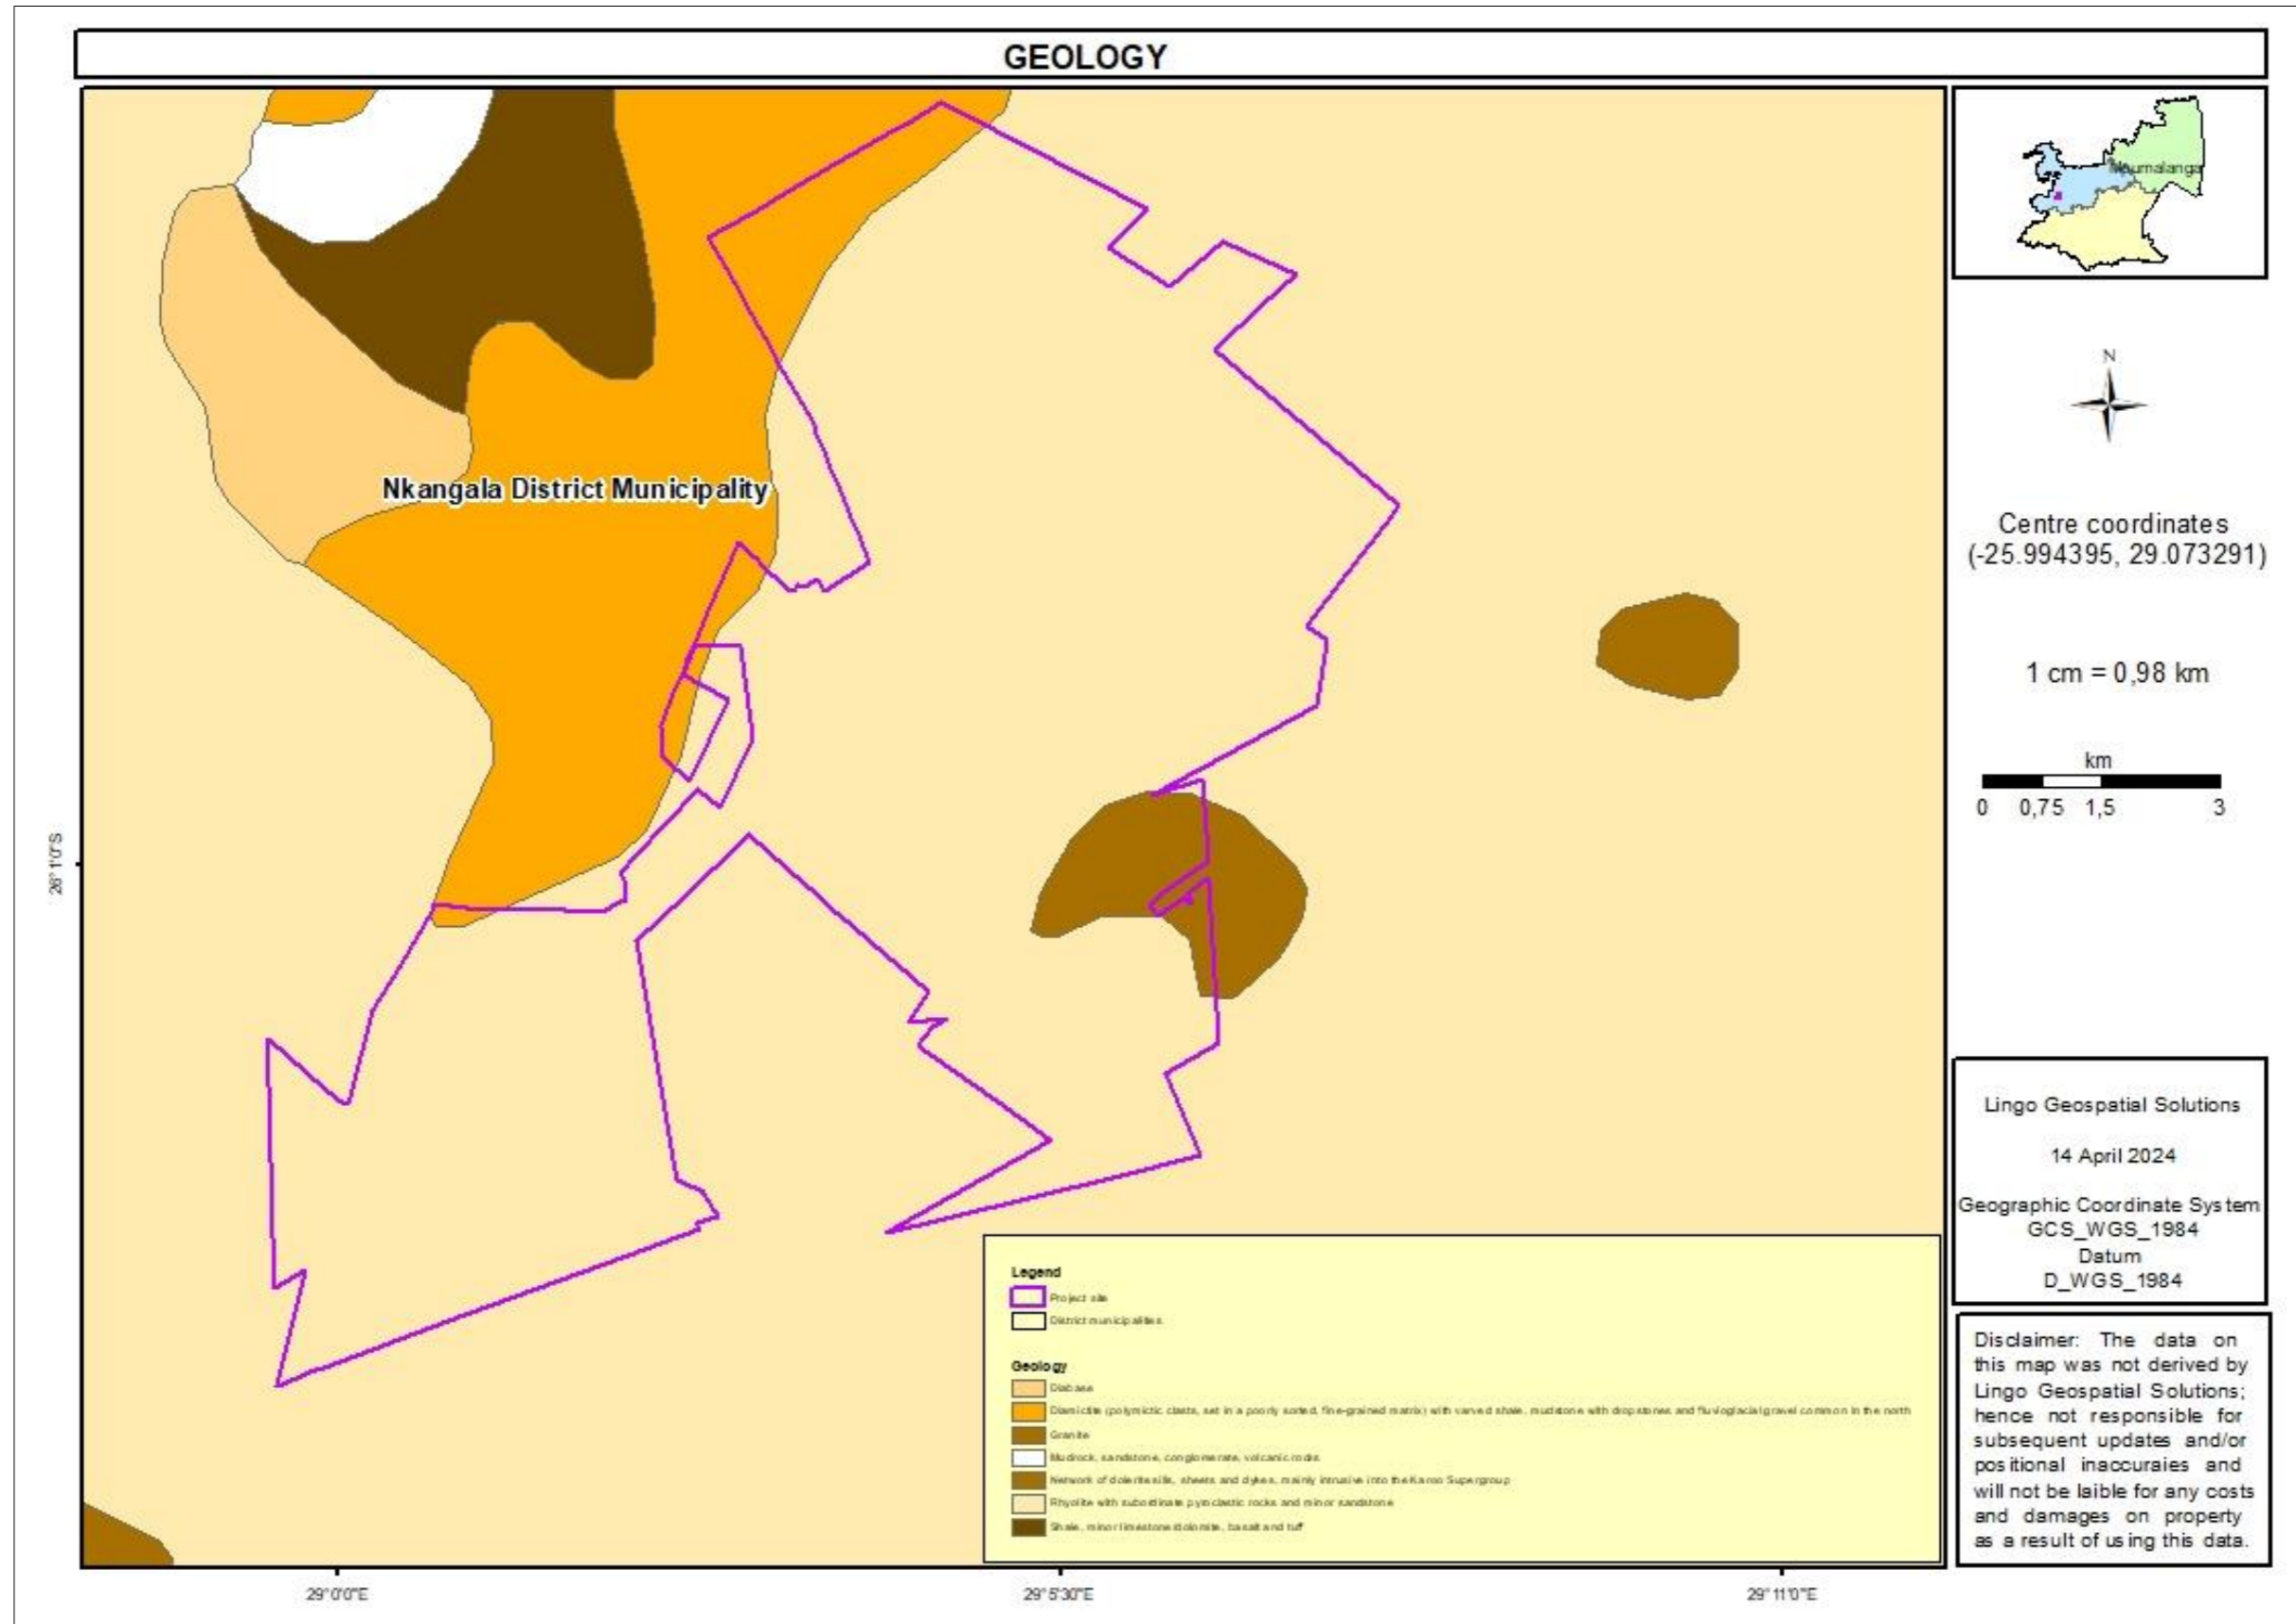 GEOLOGY
Mpumalanga
N
Nkangala District Municipality
Centre coordinates
(-25.994395, 29.073291)
1 cm = 0,98 km
km
0 0,75 1,5 3
26°1'0"S
Lingo Geospatial Solutions
14 April 2024
Geographic Coordinate System
GCS_WGS_1984
Datum
D_WGS_1984
Legend
Project site
District municipalities
Geology
Diabase
Diamictite (polymictic clasts, set in a poorly sorted, fine-grained matrix) with varved shale, mudstone with dropstones and fluvioglacial gravel common in the north
Granite
Mudrock, sandstone, conglomerate, volcanic rocks
Network of dolerite sills, sheets and dykes, mainly intrusive into the Karoo Supergroup
Rhyolite with subordinate pyroclastic rocks and minor sandstone
Shale, minor limestone/dolomite, basalt and tuff
Disclaimer: The data on
this map was not derived by
Lingo Geospatial Solutions;
hence not responsible for
subsequent updates and/or
positional inaccuraies and
will not be laible for any costs
and damages on property
as a result of using this data.
29°0'0"E
29°5'30"E
29°11'0"E